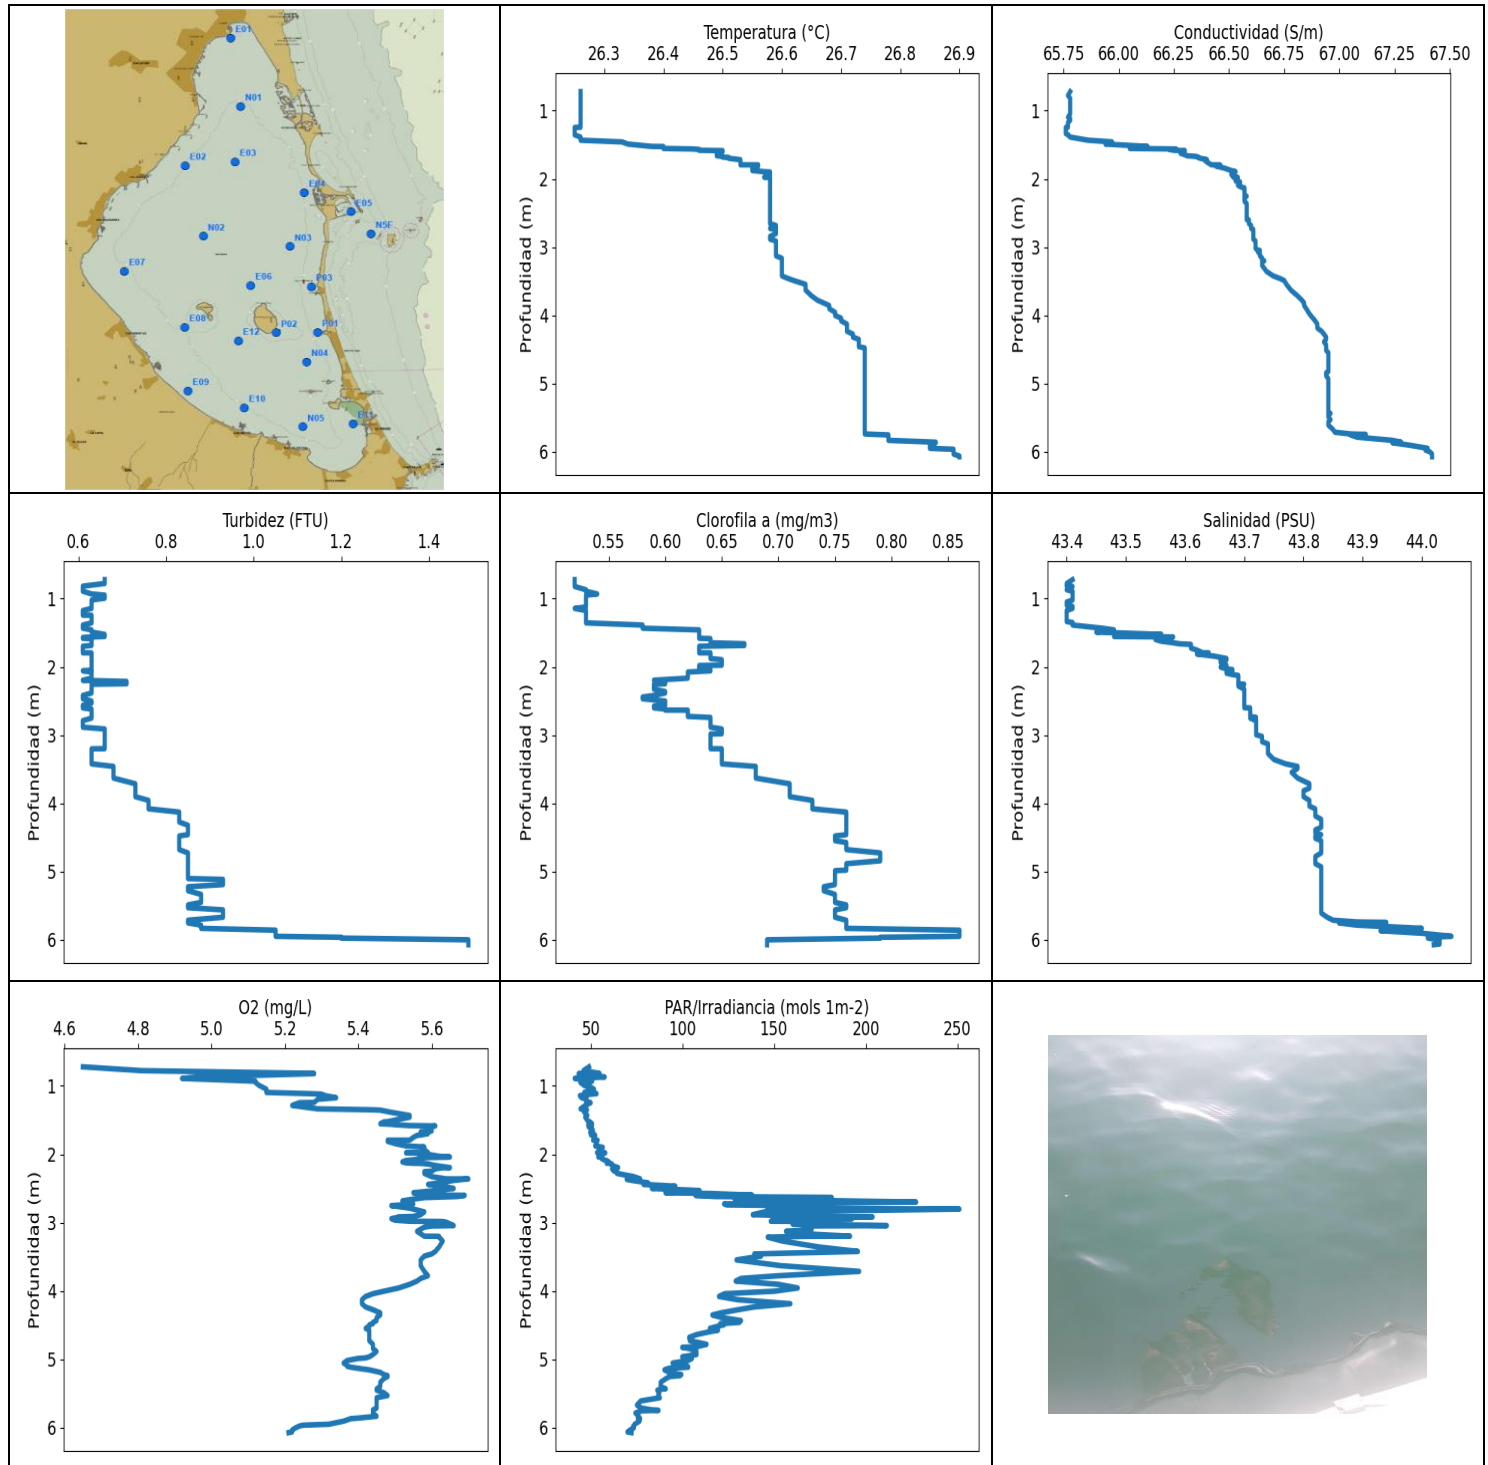 E01
N01
E02
E03
E04
E05
N5F
N02
N03
E07
E06
P03
E08
E12
P02
P01
N04
E09
E10
N05
E11
Temperatura (°C)
26.3 26.4 26.5 26.6 26.7 26.8 26.9
Profundidad (m)
1
2
3
4
5
6
Conductividad (S/m)
65.75 66.00 66.25 66.50 66.75 67.00 67.25 67.50
Profundidad (m)
1
2
3
4
5
6
Turbidez (FTU)
0.6 0.8 1.0 1.2 1.4
Profundidad (m)
1
2
3
4
5
6
Clorofila a (mg/m3)
0.55 0.60 0.65 0.70 0.75 0.80 0.85
Profundidad (m)
1
2
3
4
5
6
Salinidad (PSU)
43.4 43.5 43.6 43.7 43.8 43.9 44.0
Profundidad (m)
1
2
3
4
5
6
O2 (mg/L)
4.6 4.8 5.0 5.2 5.4 5.6
Profundidad (m)
1
2
3
4
5
6
PAR/Irradiancia (mols 1m-2)
50 100 150 200 250
Profundidad (m)
1
2
3
4
5
6